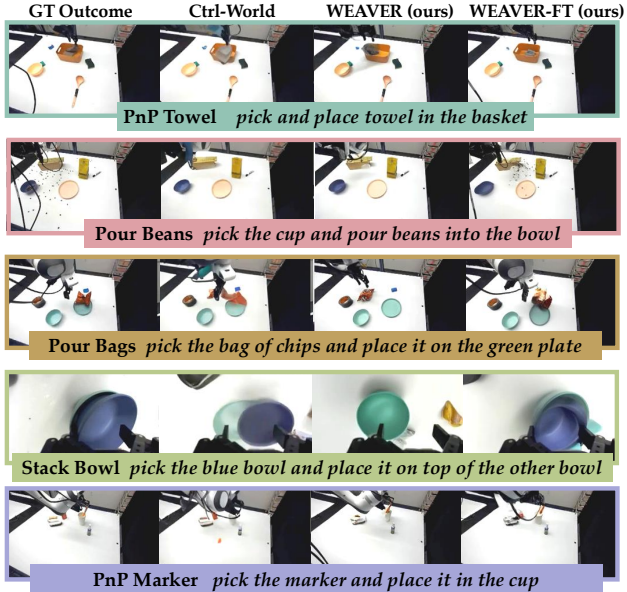 GT Outcome Ctrl-World WEAVER (ours) WEAVER-FT (ours)
PnP Towel pick and place towel in the basket
Pour Beans pick the cup and pour beans into the bowl
Pour Bags pick the bag of chips and place it on the green plate
Stack Bowl pick the blue bowl and place it on top of the other bowl
PnP Marker pick the marker and place it in the cup